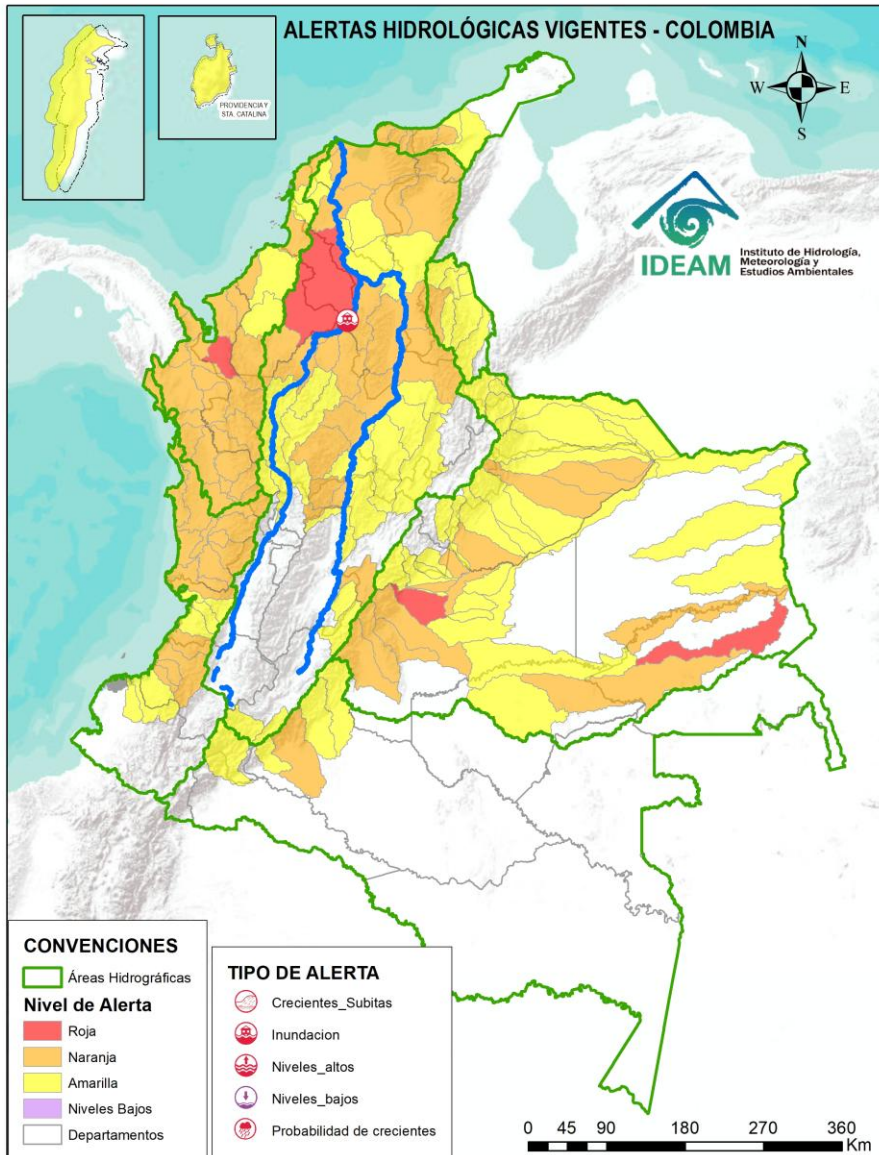 ALERTAS HIDROLÓGICAS VIGENTES - COLOMBIA
PROVIDENCIA Y
STA. CATALINA
N
W
E
S
IDEAM
Instituto de Hidrología,
Meteorología y
Estudios Ambientales
CONVENCIONES
Áreas Hidrográficas
Nivel de Alerta
Roja
Naranja
Amarilla
Niveles Bajos
Departamentos
TIPO DE ALERTA
Crecientes_Subitas
Inundacion
Niveles_altos
Niveles_bajos
Probabilidad de crecientes
0 45 90 180 270 360
Km